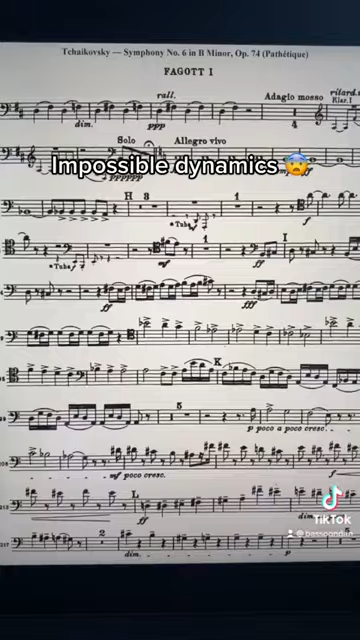 Tchaikovsky — Symphony No. 6 in B Minor, Op. 74 (Pathétique)
FAGOTT I
rall. Adagio mosso
Klar. I
dim. ppp
Solo Allegro vivo
Impossible dynamics 😰
pppppp
H 3 1
*Tuba f
1 I
*Tuba mf ff
ff fff
K
5
p poco a poco cresc.
mf poco cresc. f
L
ff dim.
TikTok
2
dim. p